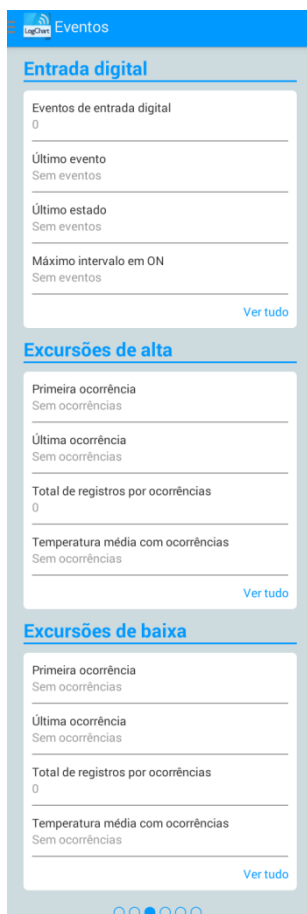 LogChart
Eventos
Entrada digital
Eventos de entrada digital
0
Último evento
Sem eventos
Último estado
Sem eventos
Máximo intervalo em ON
Sem eventos
Ver tudo
Excursões de alta
Primeira ocorrência
Sem ocorrências
Última ocorrência
Sem ocorrências
Total de registros por ocorrências
0
Temperatura média com ocorrências
Sem ocorrências
Ver tudo
Excursões de baixa
Primeira ocorrência
Sem ocorrências
Última ocorrência
Sem ocorrências
Total de registros por ocorrências
0
Temperatura média com ocorrências
Sem ocorrências
Ver tudo